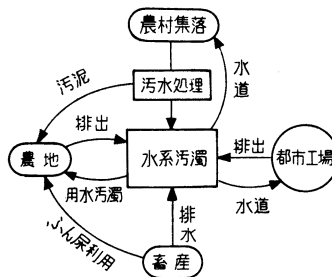 農村集落
汚泥
汚水処理
水道
排出
農地
水系汚濁
排出
都市工場
用水汚濁
水道
ふん尿利用
排水
畜産